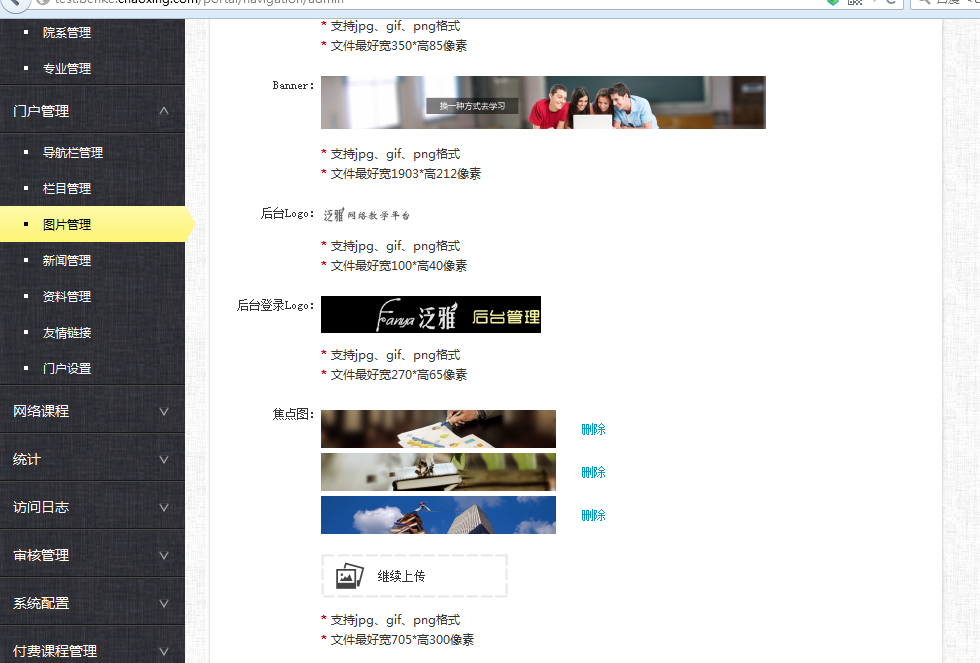 test.benke.chaoxing.com/portal/navigation/admin
百度
院系管理
专业管理
门户管理
导航栏管理
栏目管理
图片管理
新闻管理
资料管理
友情链接
门户设置
网络课程
统计
访问日志
审核管理
系统配置
付费课程管理
* 支持jpg、gif、png格式
* 文件最好宽350*高85像素
Banner:
换一种方式去学习
* 支持jpg、gif、png格式
* 文件最好宽1903*高212像素
后台Logo:
泛雅网络教学平台
* 支持jpg、gif、png格式
* 文件最好宽100*高40像素
后台登录Logo:
Fanya 泛雅 后台管理
* 支持jpg、gif、png格式
* 文件最好宽270*高65像素
焦点图:
删除
删除
删除
继续上传
* 支持jpg、gif、png格式
* 文件最好宽705*高300像素